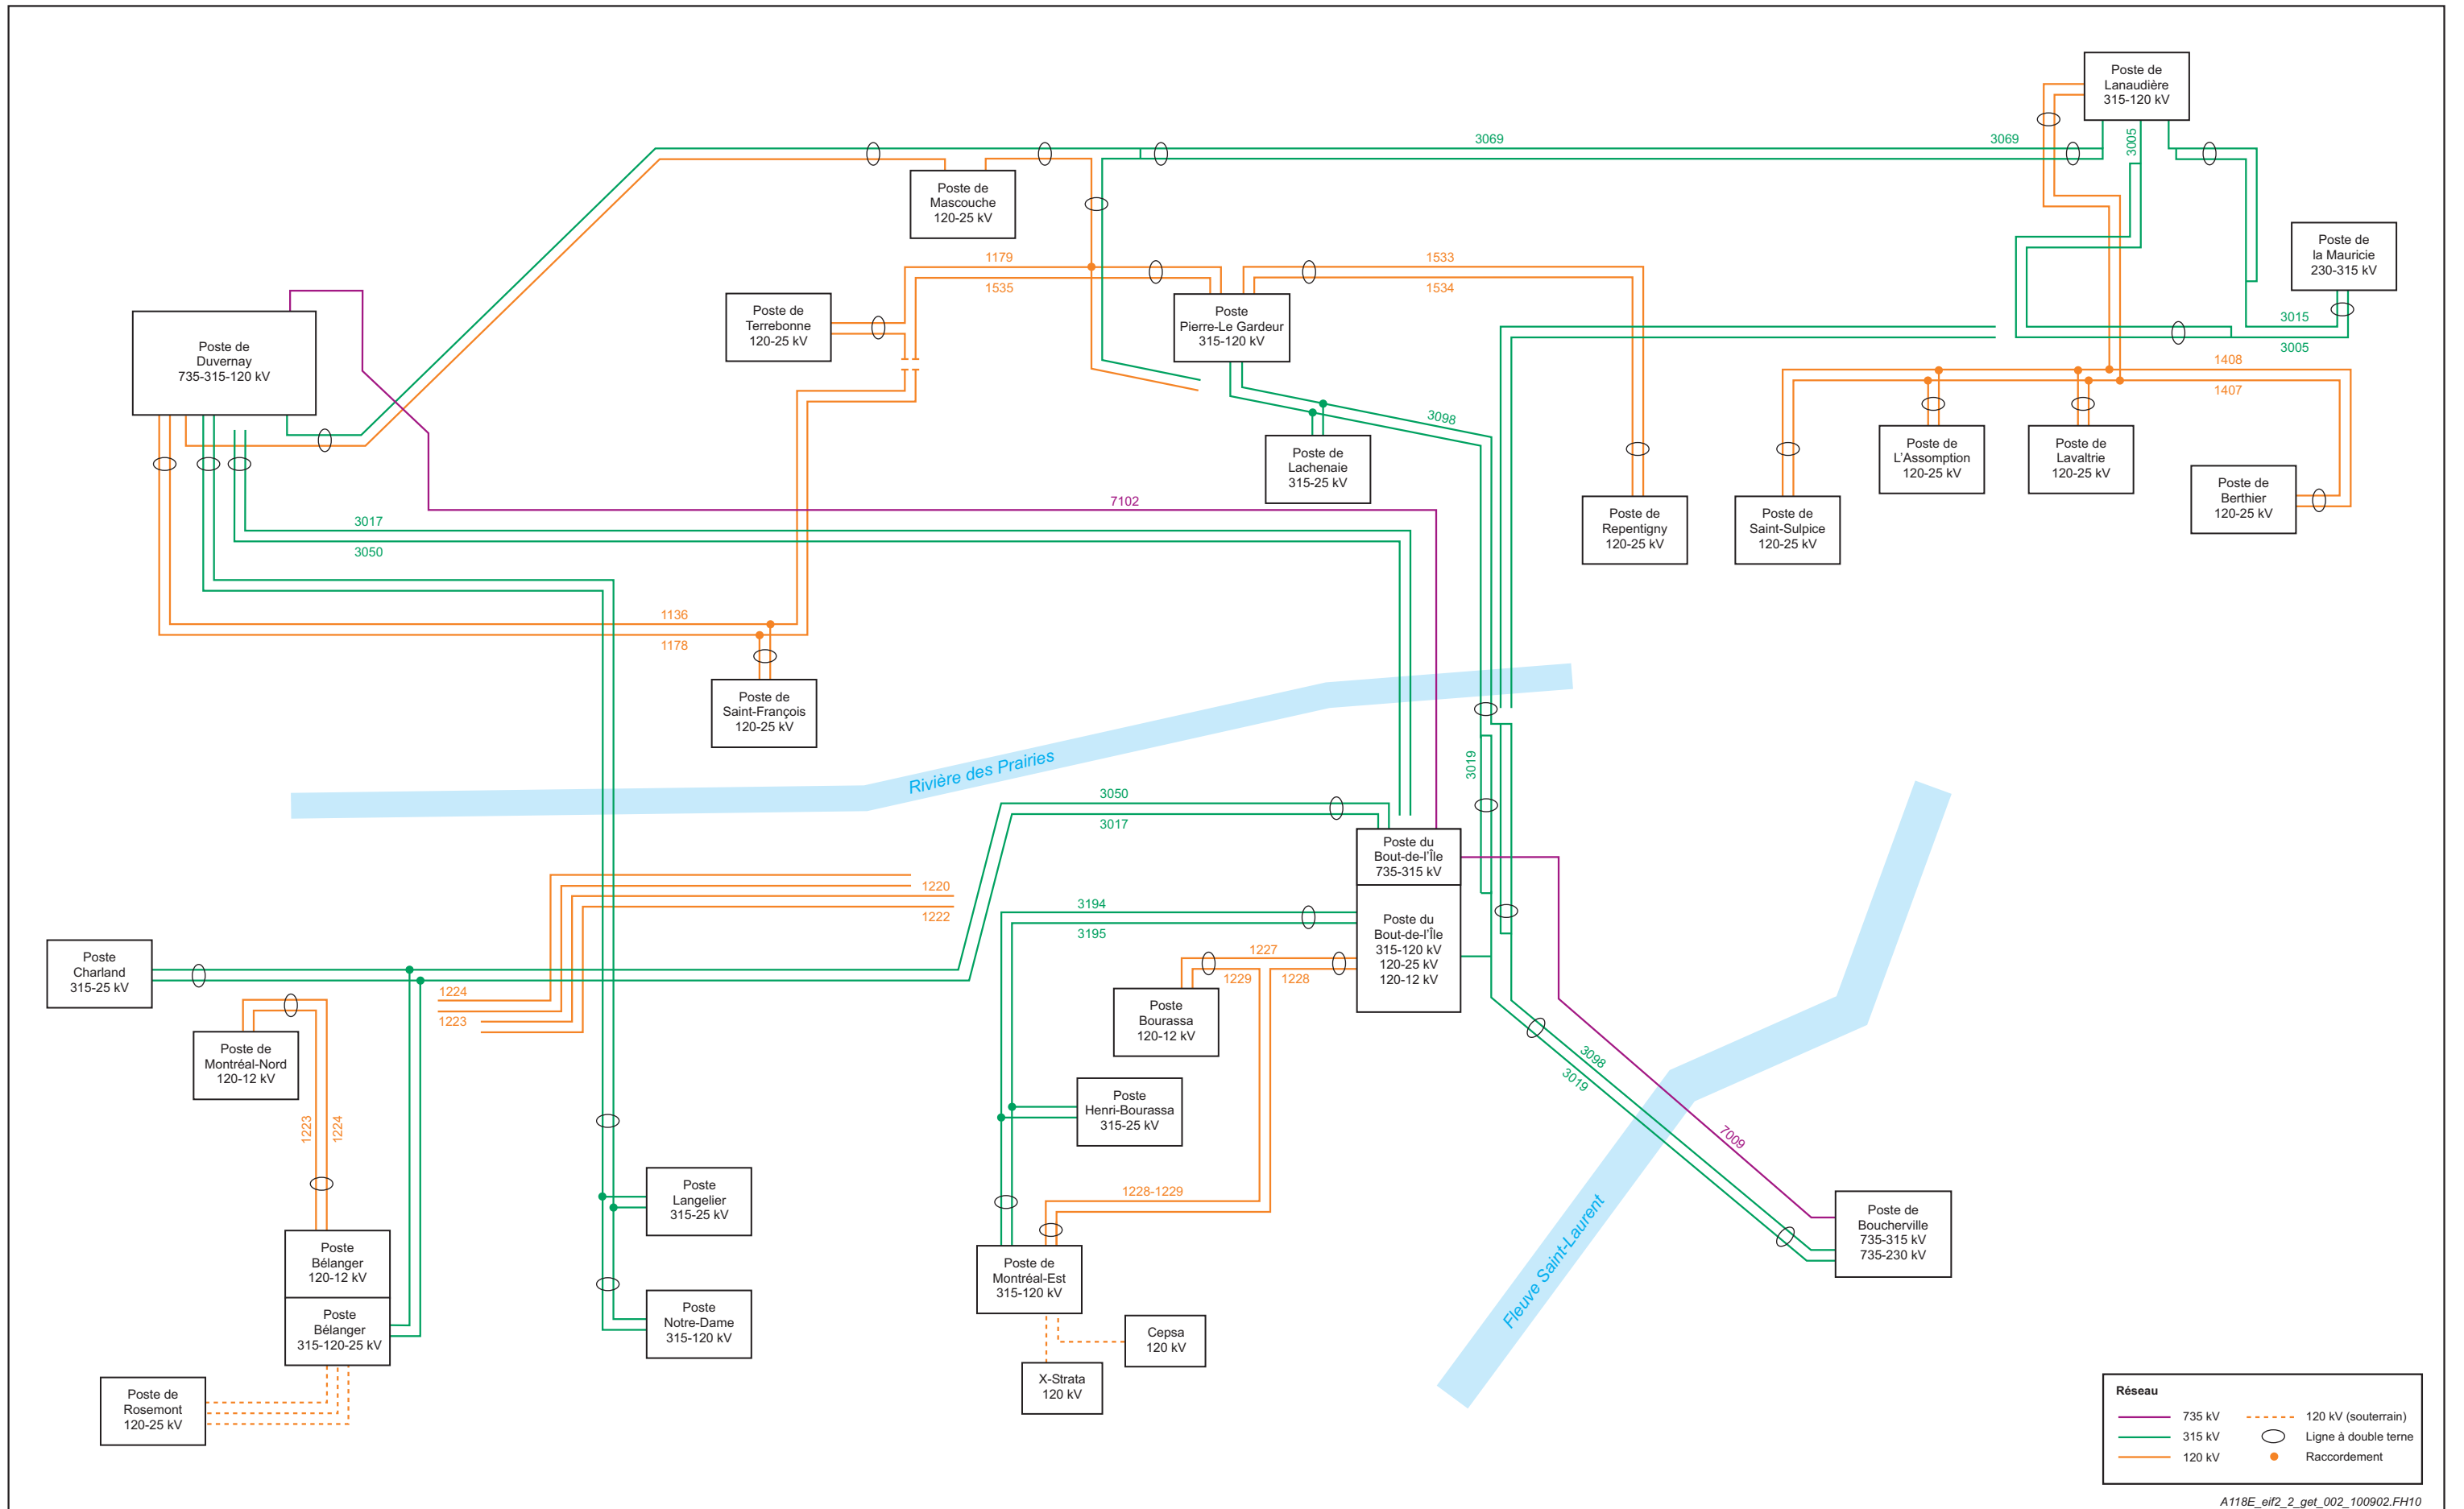 Poste de
Lanaudière
315-120 kV
3069
3069
3005
Poste de
Mascouche
120-25 kV
Poste de
la Mauricie
230-315 kV
1179
1535
1533
1534
Poste de
Terrebonne
120-25 kV
Poste
Pierre-Le Gardeur
315-120 kV
3015
3005
Poste de
Duvernay
735-315-120 kV
1408
1407
3098
Poste de
Lachenaie
315-25 kV
Poste de
L'Assomption
120-25 kV
Poste de
Lavaltrie
120-25 kV
Poste de
Berthier
120-25 kV
7102
Poste de
Repentigny
120-25 kV
Poste de
Saint-Sulpice
120-25 kV
3017
3050
1136
1178
Poste de
Saint-François
120-25 kV
Rivière des Prairies
3019
3050
3017
Poste du
Bout-de-l'Île
735-315 kV
1220
1222
3194
3195
Poste du
Bout-de-l'Île
315-120 kV
120-25 kV
120-12 kV
Poste
Charland
315-25 kV
1227
1229
1228
1224
1223
Poste
Bourassa
120-12 kV
Poste de
Montréal-Nord
120-12 kV
3098
3019
Poste
Henri-Bourassa
315-25 kV
1223
1224
7009
Poste
Langelier
315-25 kV
1228-1229
Poste de
Boucherville
735-315 kV
735-230 kV
Fleuve Saint-Laurent
Poste
Bélanger
120-12 kV
Poste de
Montréal-Est
315-120 kV
Poste
Bélanger
315-120-25 kV
Poste
Notre-Dame
315-120 kV
Cepsa
120 kV
X-Strata
120 kV
Poste de
Rosemont
120-25 kV
Réseau
735 kV
120 kV (souterrain)
315 kV
Ligne à double terne
120 kV
Raccordement
A118E_eif2_2_get_002_100902.FH10